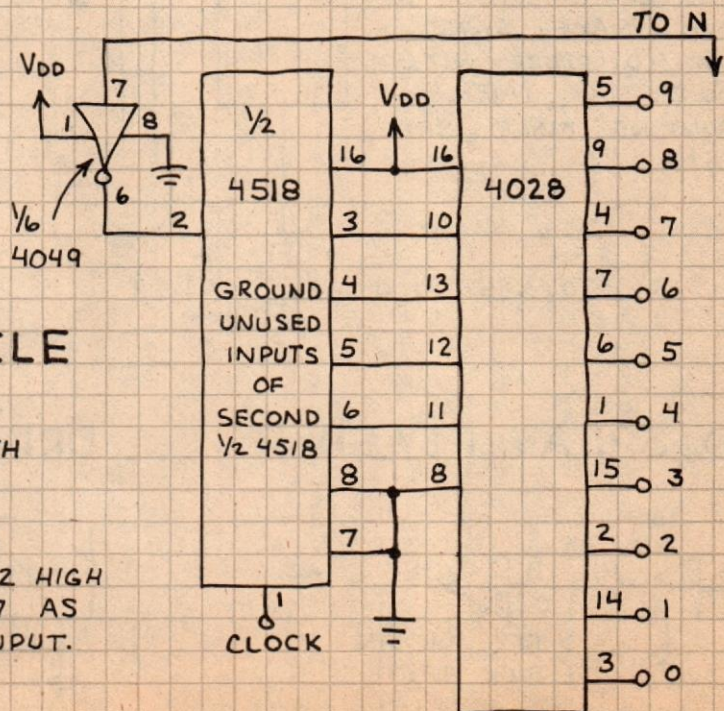 TO N
VDD
7
1
8
6
1/6
4049
2
½
4518
GROUND
UNUSED
INPUTS
OF
SECOND
½ 4518
1
CLOCK
VDD
16 16
3 10
4 13
5 12
6 11
8 8
7
4028
5 9
9 8
4 7
7 6
6 5
1 4
15 3
2 2
14 1
3 0
2 HIGH
AS